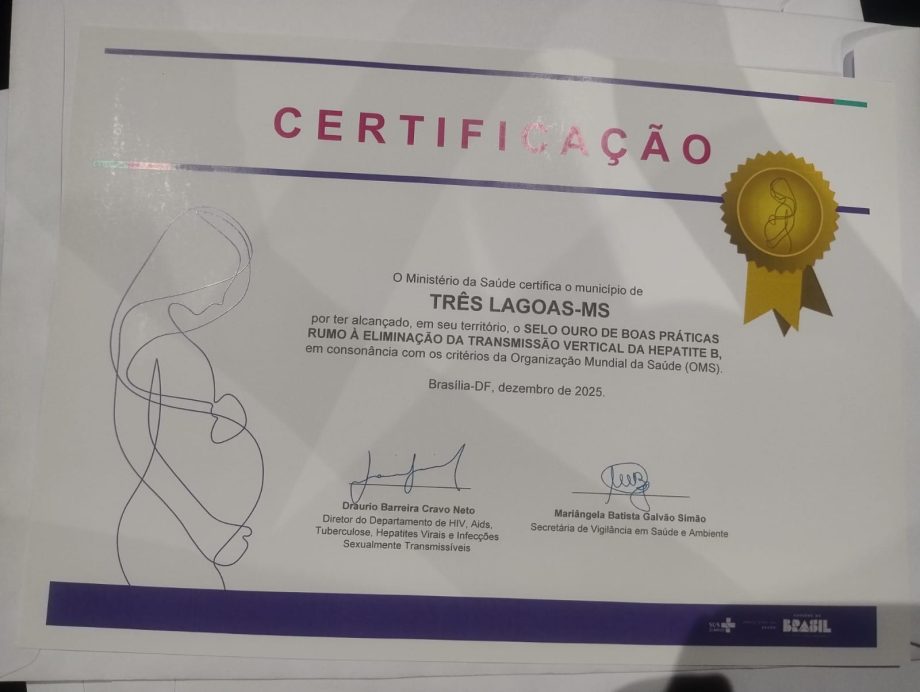 CERTIFICAÇÃO
O Ministério da Saúde certifica o município de
TRÊS LAGOAS-MS
por ter alcançado, em seu território, o SELO OURO DE BOAS PRÁTICAS
RUMO À ELIMINAÇÃO DA TRANSMISSÃO VERTICAL DA HEPATITE B,
em consonância com os critérios da Organização Mundial da Saúde (OMS).
Brasília-DF, dezembro de 2025.
Draurio Barreira Cravo Neto
Diretor do Departamento de HIV, Aids,
Tuberculose, Hepatites Virais e Infecções
Sexualmente Transmissíveis
Mariângela Batista Galvão Simão
Secretária de Vigilância em Saúde e Ambiente
SUS
BRASIL